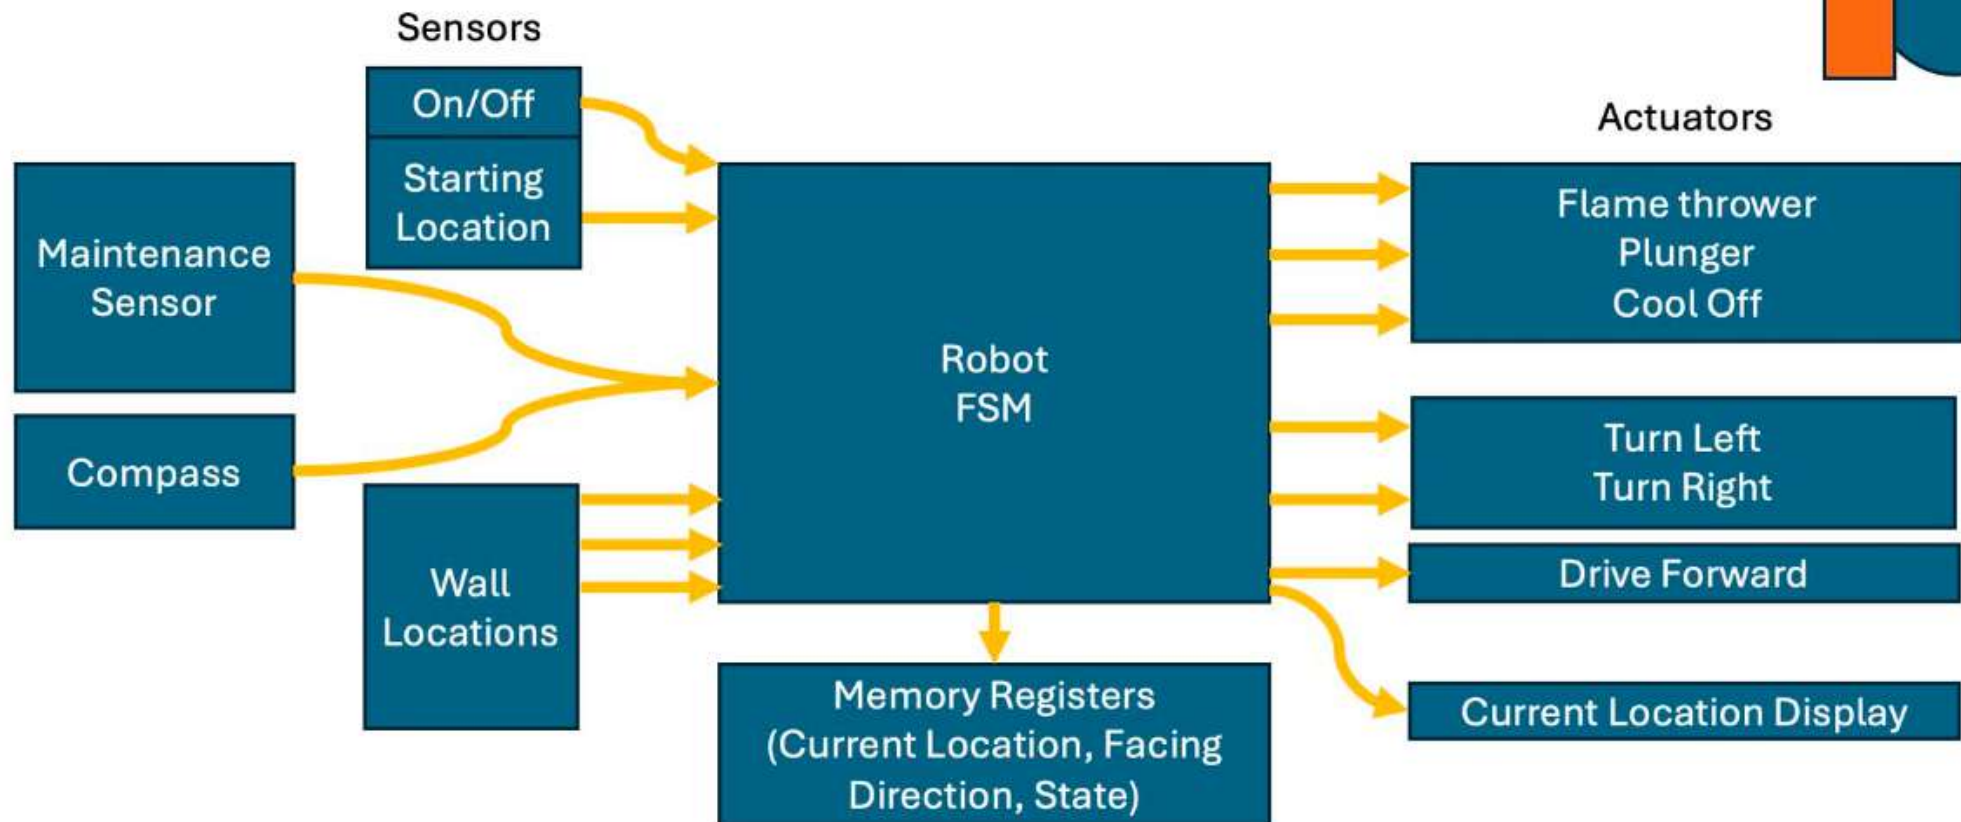 Sensors
On/Off
Starting
Location
Maintenance
Sensor
Compass
Wall
Locations
Robot
FSM
Memory Registers
(Current Location, Facing
Direction, State)
Actuators
Flame thrower
Plunger
Cool Off
Turn Left
Turn Right
Drive Forward
Current Location Display